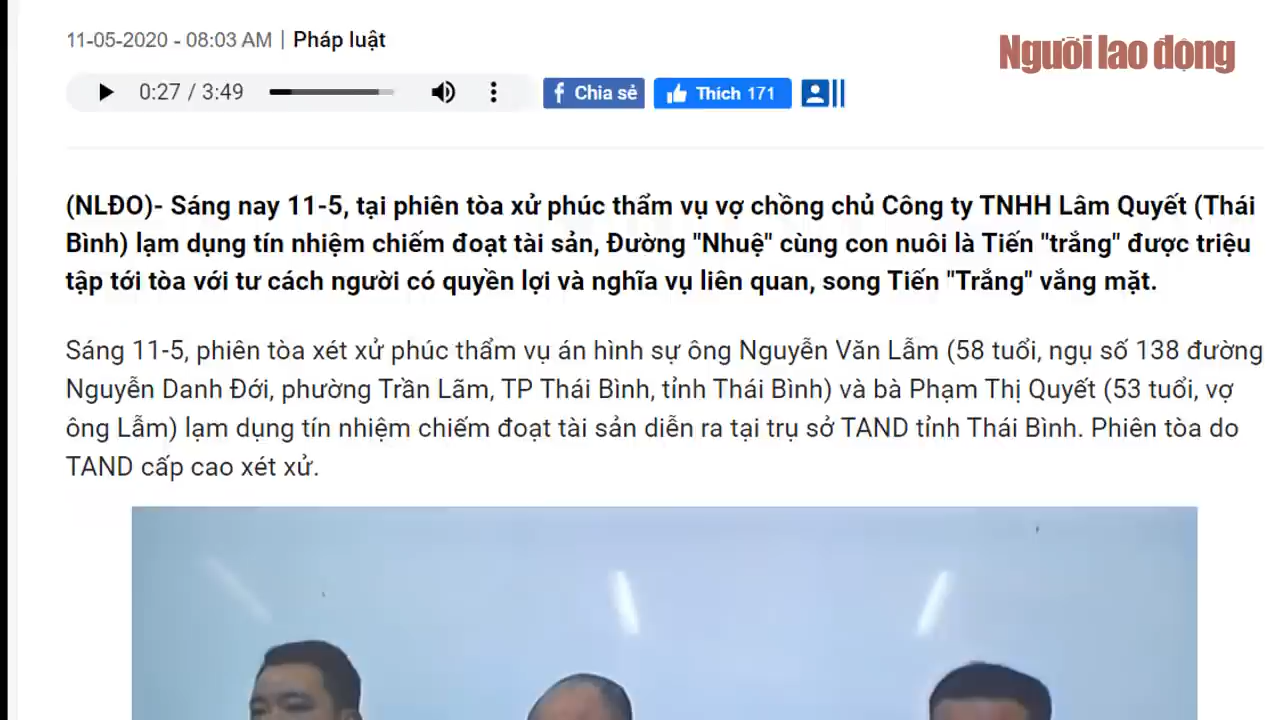 11-05-2020 - 08:03 AM | Pháp luật
Người lao động
0:27 / 3:49
Chia sẻ
Thích 171
(NLĐO)- Sáng nay 11-5, tại phiên tòa xử phúc thẩm vụ vợ chồng chủ Công ty TNHH Lâm Quyết (Thái
Bình) lạm dụng tín nhiệm chiếm đoạt tài sản, Đường "Nhuệ" cùng con nuôi là Tiến "trắng" được triệu
tập tới tòa với tư cách người có quyền lợi và nghĩa vụ liên quan, song Tiến "Trắng" vắng mặt.
Sáng 11-5, phiên tòa xét xử phúc thẩm vụ án hình sự ông Nguyễn Văn Lẫm (58 tuổi, ngụ số 138 đường
Nguyễn Danh Đới, phường Trần Lãm, TP Thái Bình, tỉnh Thái Bình) và bà Phạm Thị Quyết (53 tuổi, vợ
ông Lẫm) lạm dụng tín nhiệm chiếm đoạt tài sản diễn ra tại trụ sở TAND tỉnh Thái Bình. Phiên tòa do
TAND cấp cao xét xử.